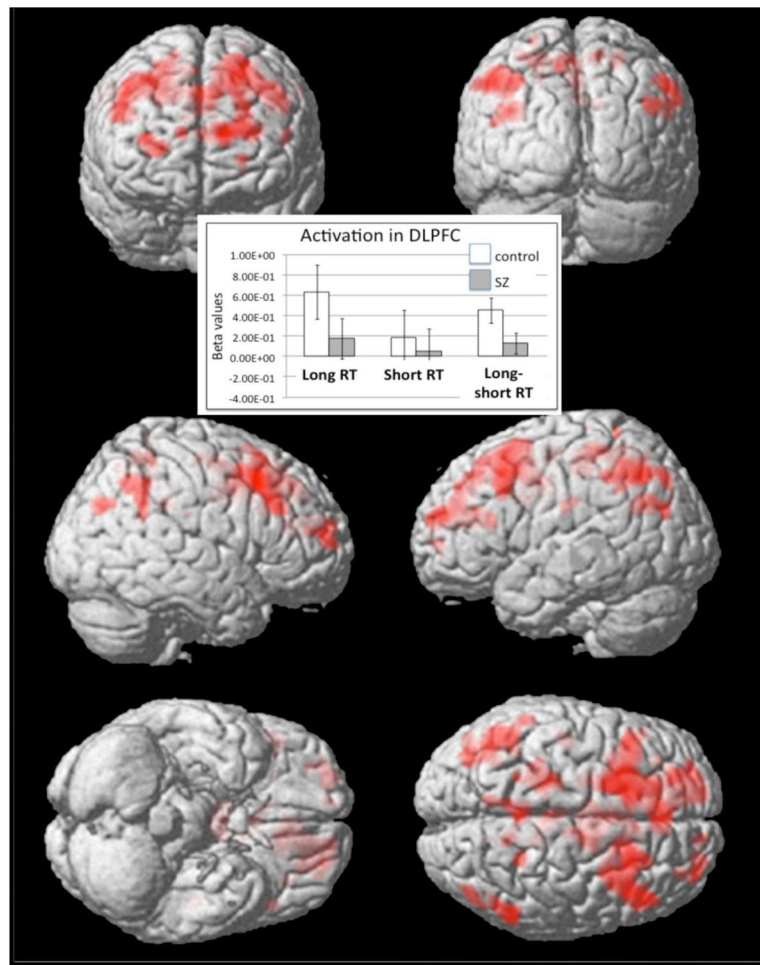 Activation in DLPFC
control
SZ
Beta values
1.00E+00
8.00E-01
6.00E-01
4.00E-01
2.00E-01
0.00E+00
-2.00E-01
-4.00E-01
Long RT
Short RT
Long-
short RT